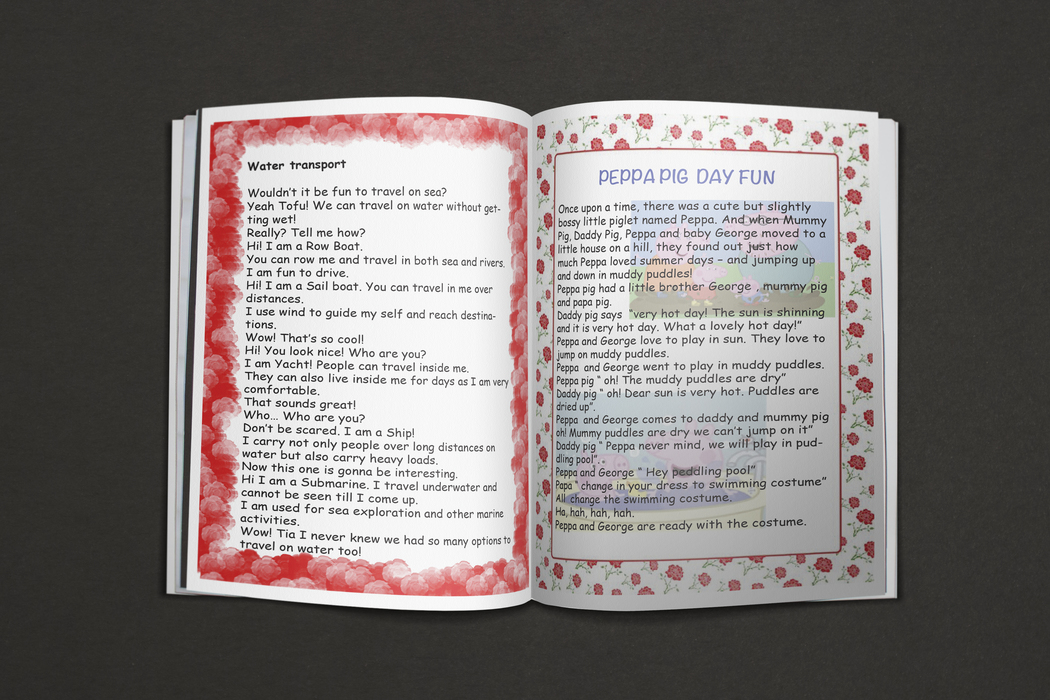 Water transport
Wouldn't it be fun to travel on sea?
Yeah Tofu! We can travel on water without get-
ting wet!
Really? Tell me how?
Hi! I am a Row Boat.
You can row me and travel in both sea and rivers.
I am fun to drive.
Hi! I am a Sail boat. You can travel in me over
distances.
I use wind to guide my self and reach destina-
tions.
Wow! That's so cool!
Hi! You look nice! Who are you?
I am Yacht! People can travel inside me.
They can also live inside me for days as I am very
comfortable.
That sounds great!
Who... Who are you?
Don't be scared. I am a Ship!
I carry not only people over long distances on
water but also carry heavy loads.
Now this one is gonna be interesting.
Hi I am a Submarine. I travel underwater and
cannot be seen till I come up.
I am used for sea exploration and other marine
activities.
Wow! Tia I never knew we had so many options to
travel on water too!
PEPPA PIG DAY FUN
Once upon a time, there was a cute but slightly
bossy little piglet named Peppa. And when Mummy
Pig, Daddy Pig, Peppa and baby George moved to a
little house on a hill, they found out just how
much Peppa loved summer days – and jumping up
and down in muddy puddles!
Peppa pig had a little brother George , mummy pig
and papa pig.
Daddy pig says "very hot day! The sun is shinning
and it is very hot day. What a lovely hot day!"
Peppa and George love to play in sun. They love to
jump on muddy puddles.
Peppa and George went to play in muddy puddles.
Peppa pig " oh! The muddy puddles are dry"
Daddy pig " oh! Dear sun is very hot. Puddles are
dried up".
Peppa and George comes to daddy and mummy pig
oh! Mummy puddles are dry we can't jump on it"
Daddy pig " Peppa never mind, we will play in pud-
dling pool".
Peppa and George " Hey peddling pool"
Papa " change in your dress to swimming costume"
All change the swimming costume.
Ha, hah, hah, hah.
Peppa and George are ready with the costume.